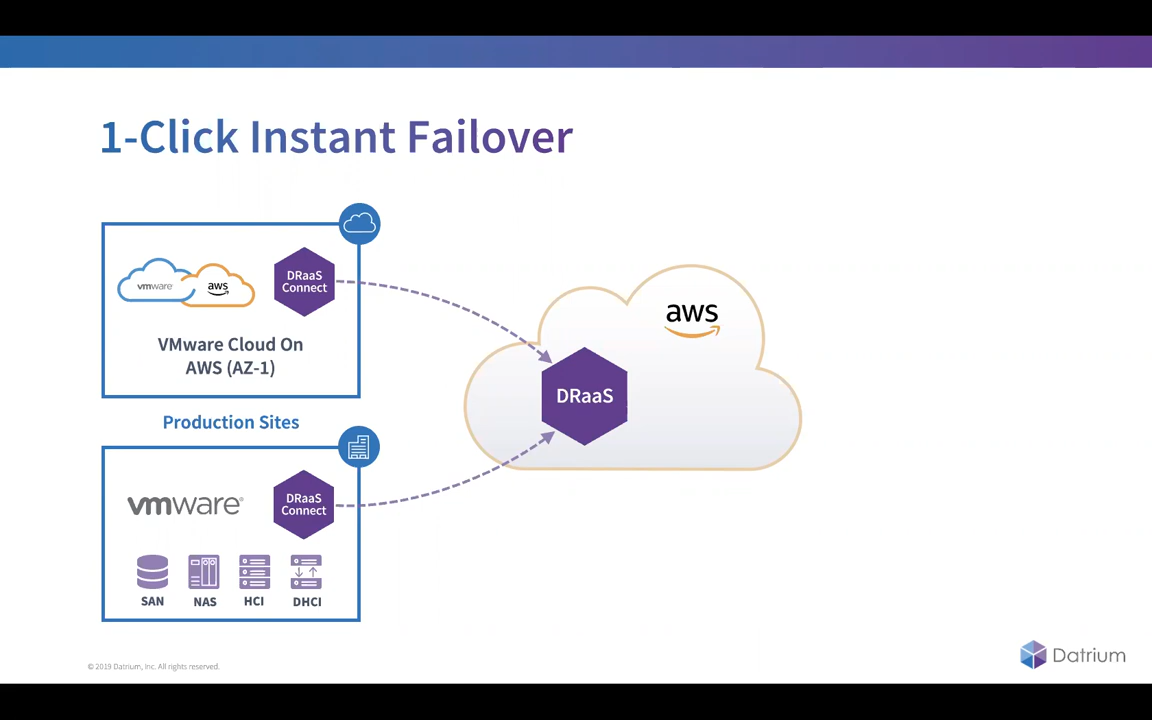 1-Click Instant Failover
vmware
aws
DRaaS
Connect
VMware Cloud On
AWS (AZ-1)
Production Sites
vmware®
DRaaS
Connect
SAN
NAS
HCI
DHCI
aws
DRaaS
© 2019 Datrium, Inc. All rights reserved.
Datrium